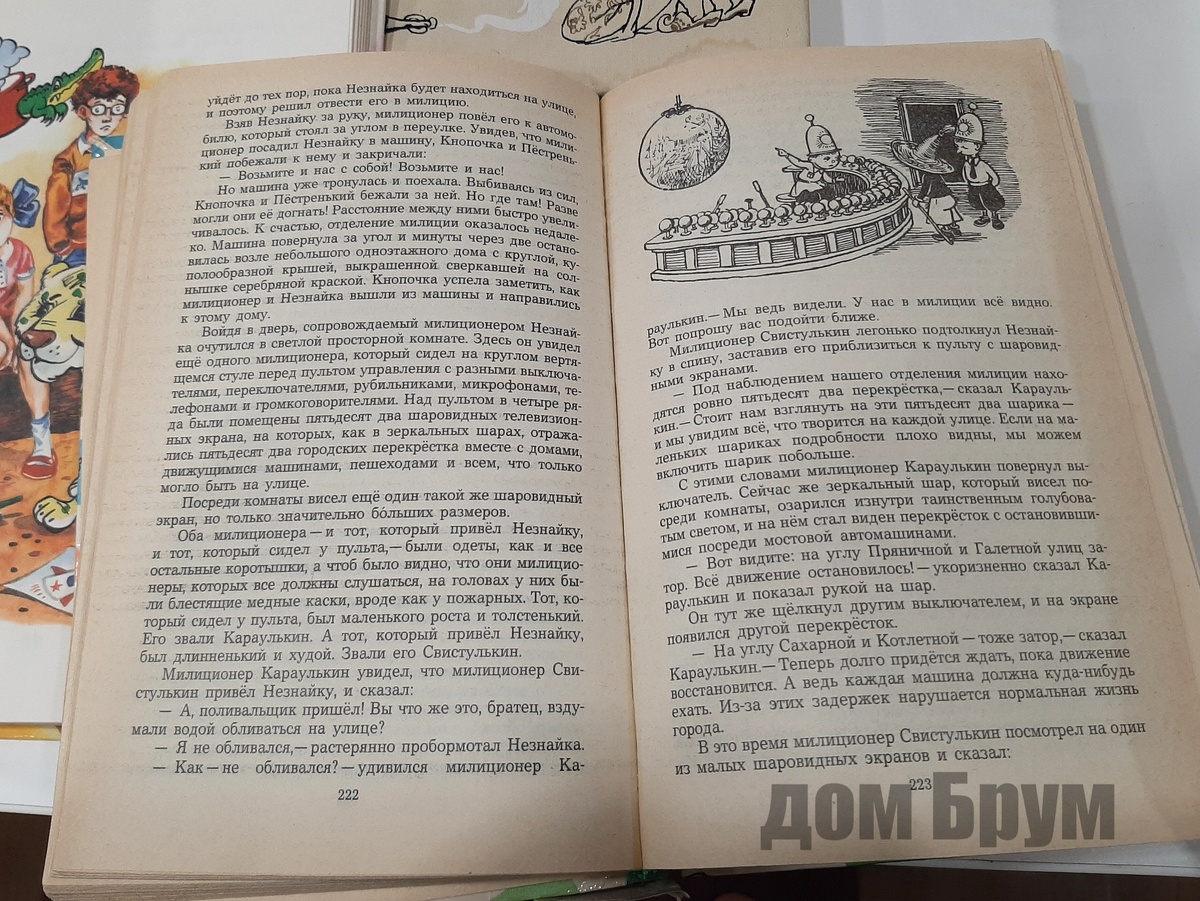 уйдёт до тех пор, пока Незнайка будет находиться на улице,
и поэтому решил отвести его в милицию.
Взяв Незнайку за руку, милиционер повёл его к автомо-
билю, который стоял за углом в переулке. Увидев, что мили-
ционер посадил Незнайку в машину, Кнопочка и Пёстрень-
кий побежали к нему и закричали:
— Возьмите и нас с собой! Возьмите и нас!
Но машина уже тронулась и поехала. Выбиваясь из сил,
Кнопочка и Пёстренький бежали за ней. Но где там! Разве
могли они её догнать! Расстояние между ними быстро увели-
чивалось. К счастью, отделение милиции оказалось недале-
ко. Машина повернула за угол и минуты через две остано-
вилась возле небольшого одноэтажного дома с круглой, ку-
полообразной крышей, выкрашенной сверкавшей на сол-
нышке серебряной краской. Кнопочка успела заметить, как
милиционер и Незнайка вышли из машины и направились
к этому дому.
Войдя в дверь, сопровождаемый милиционером Незнай-
ка очутился в светлой просторной комнате. Здесь он увидел
ещё одного милиционера, который сидел на круглом вертя-
щемся стуле перед пультом управления с разными выключа-
телями, переключателями, рубильниками, микрофонами, те-
лефонами и громкоговорителями. Над пультом в четыре ря-
да были помещены пятьдесят два шаровидных телевизион-
ных экрана, на которых, как в зеркальных шарах, отража-
лись пятьдесят два городских перекрёстка вместе с домами,
движущимися машинами, пешеходами и всем, что только
могло быть на улице.
Посреди комнаты висел ещё один такой же шаровидный
экран, но только значительно бо́льших размеров.
Оба милиционера — и тот, который привёл Незнайку,
и тот, который сидел у пульта,— были одеты, как и все
остальные коротышки, а чтоб было видно, что они милицио-
неры, которых все должны слушаться, на головах у них бы-
ли блестящие медные каски, вроде как у пожарных. Тот, ко-
торый сидел у пульта, был маленького роста и толстенький.
Его звали Караулькин. А тот, который привёл Незнайку,
был длинненький и худой. Звали его Свистулькин.
Милиционер Караулькин увидел, что милиционер Сви-
стулькин привёл Незнайку, и сказал:
— А, поливальщик пришёл! Вы что же это, братец, взду-
мали водой обливаться на улице?
— Я не обливался,— растерянно пробормотал Незнайка.
— Как — не обливался? — удивился милиционер Ка-
222
раулькин.— Мы ведь видели. У нас в милиции всё видно.
Вот попрошу вас подойти ближе.
Милиционер Свистулькин легонько подтолкнул Незнай-
ку в спину, заставив его приблизиться к пульту с шаровид-
ными экранами.
— Под наблюдением нашего отделения милиции нахо-
дятся ровно пятьдесят два перекрёстка,— сказал Карауль-
кин.— Стоит нам взглянуть на эти пятьдесят два шарика —
и мы увидим всё, что творится на каждой улице. Если на ма-
леньких шариках подробности плохо видны, мы можем
включить шарик побольше.
С этими словами милиционер Караулькин повернул вы-
ключатель. Сейчас же зеркальный шар, который висел по-
среди комнаты, озарился изнутри таинственным голубова-
тым светом, и на нём стал виден перекрёсток с остановивши-
мися посреди мостовой автомашинами.
— Вот видите: на углу Пряничной и Галетной улиц за-
тор. Всё движение остановилось! — укоризненно сказал Ка-
раулькин и показал рукой на шар.
Он тут же щёлкнул другим выключателем, и на экране
появился другой перекрёсток.
— На углу Сахарной и Котлетной — тоже затор,— сказал
Караулькин.— Теперь долго придётся ждать, пока движение
восстановится. А ведь каждая машина должна куда-нибудь
ехать. Из-за этих задержек нарушается нормальная жизнь
города.
В это время милиционер Свистулькин посмотрел на один
из малых шаровидных экранов и сказал:
223
дом Брум